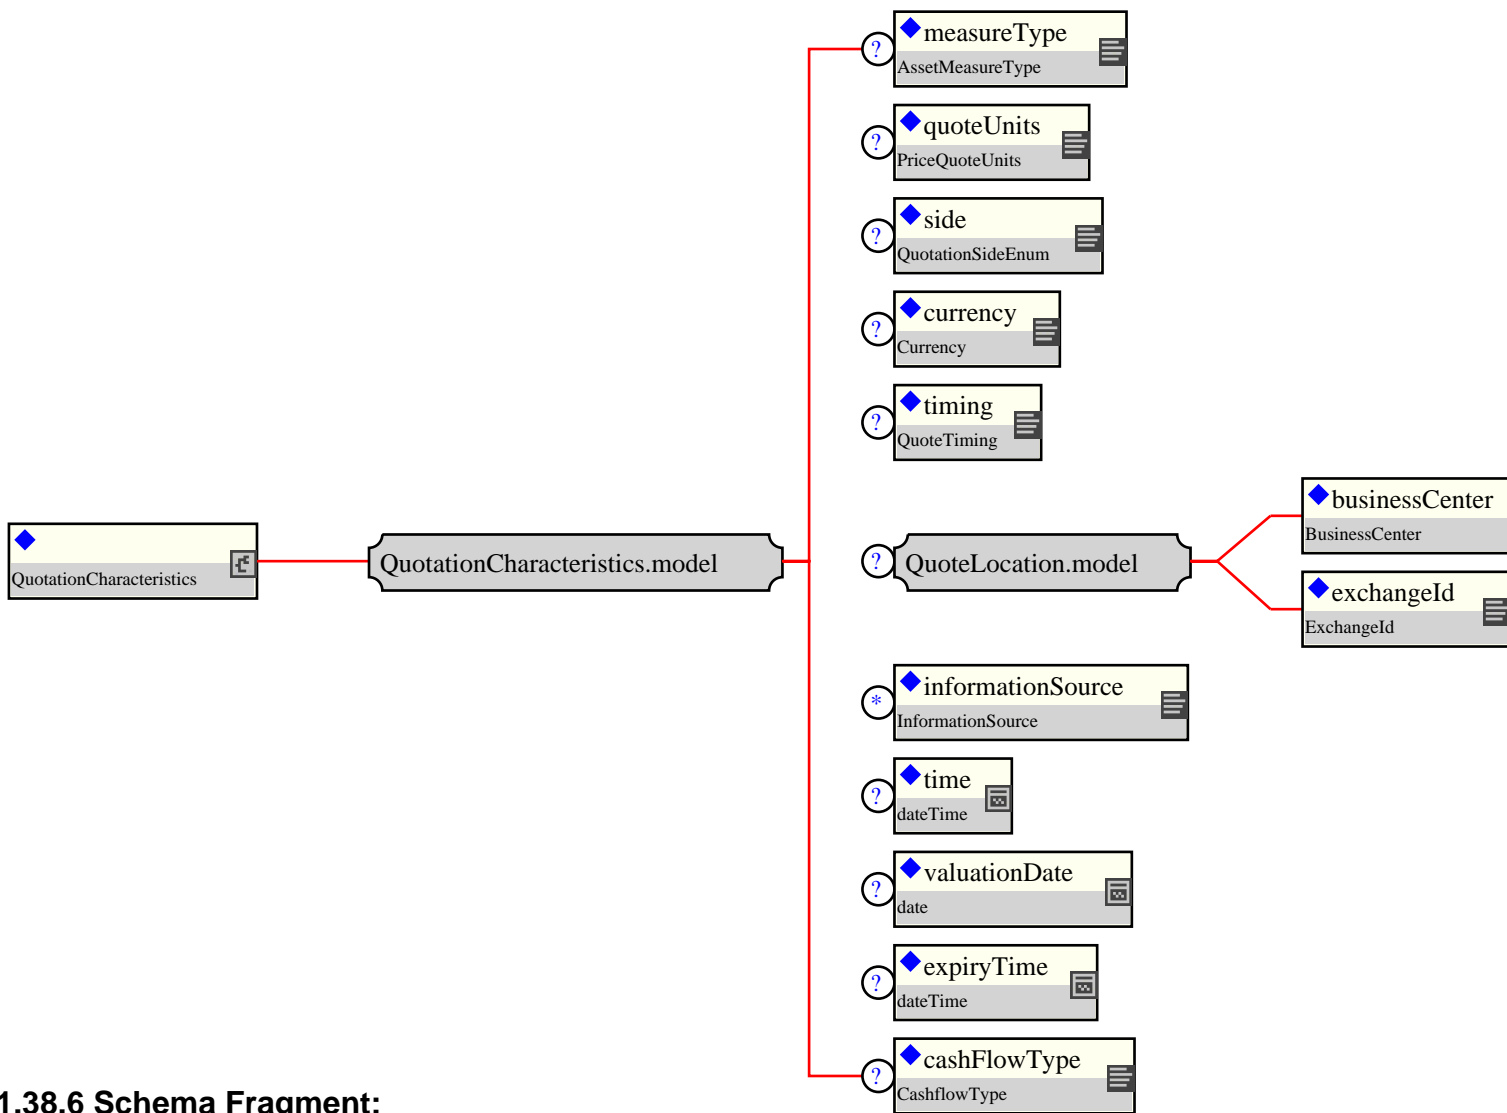 measureType
AssetMeasureType
?
quoteUnits
PriceQuoteUnits
?
side
QuotationSideEnum
?
currency
Currency
?
timing
QuoteTiming
?
QuotationCharacteristics
QuotationCharacteristics.model
?
QuoteLocation.model
businessCenter
BusinessCenter
exchangeId
ExchangeId
*
informationSource
InformationSource
?
time
dateTime
?
valuationDate
date
?
expiryTime
dateTime
?
cashFlowType
CashflowType
?
1.38.6 Schema Fragment: